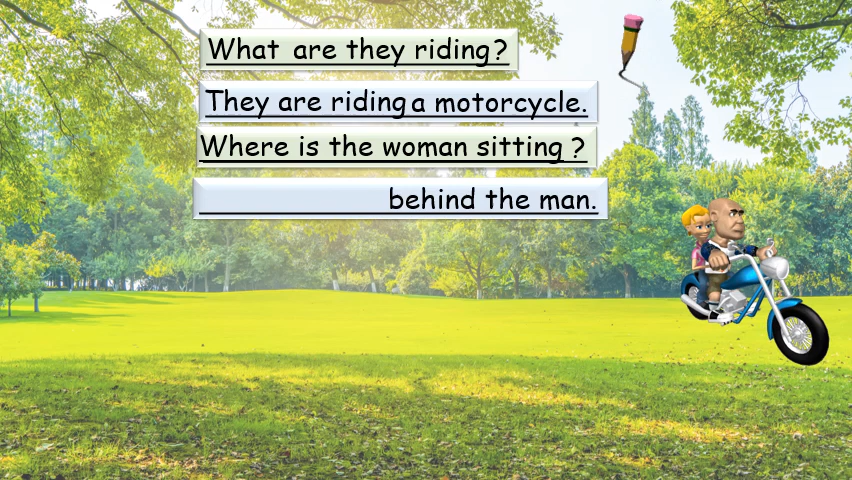 What are they riding?
They are riding a motorcycle.
Where is the woman sitting ?
behind the man.